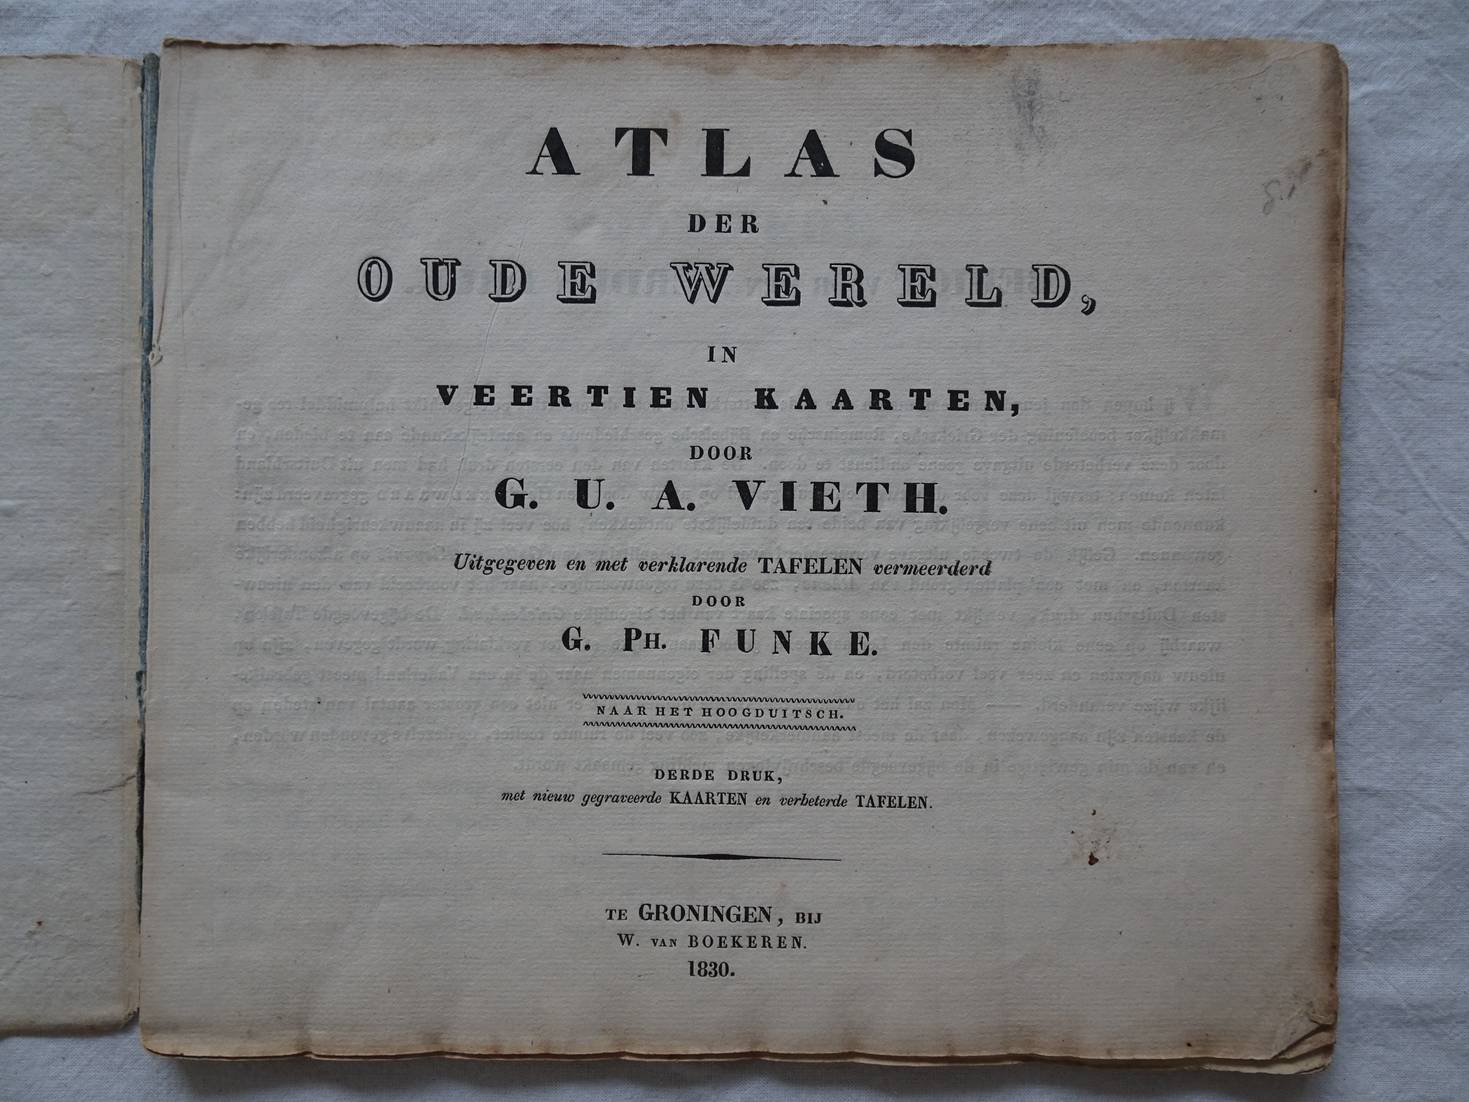 ATLAS
DER
OUDE WERELD,
IN
VEERTIEN KAARTEN,
DOOR
G. U. A. VIETH.
Uitgegeven en met verklarende TAFELEN vermeerderd
DOOR
G. PH. FUNKE.
NAAR HET HOOGDUITSCH.
DERDE DRUK,
met nieuw gegraveerde KAARTEN en verbeterde TAFELEN.
TE GRONINGEN, BIJ
W. VAN BOEKEREN.
1830.